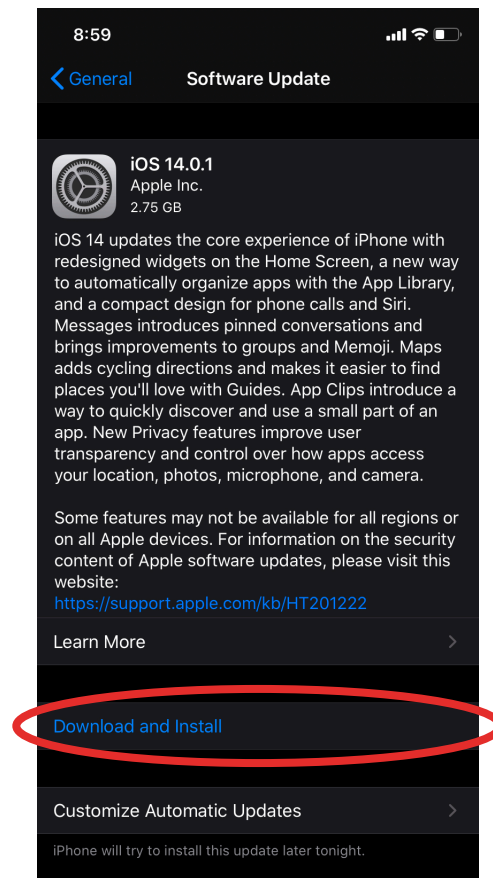 8:59
General
Software Update
iOS 14.0.1
Apple Inc.
2.75 GB
iOS 14 updates the core experience of iPhone with
redesigned widgets on the Home Screen, a new way
to automatically organize apps with the App Library,
and a compact design for phone calls and Siri.
Messages introduces pinned conversations and
brings improvements to groups and Memoji. Maps
adds cycling directions and makes it easier to find
places you'll love with Guides. App Clips introduce a
way to quickly discover and use a small part of an
app. New Privacy features improve user
transparency and control over how apps access
your location, photos, microphone, and camera.
Some features may not be available for all regions or
on all Apple devices. For information on the security
content of Apple software updates, please visit this
website:
https://support.apple.com/kb/HT201222
Learn More
Download and Install
Customize Automatic Updates
iPhone will try to install this update later tonight.